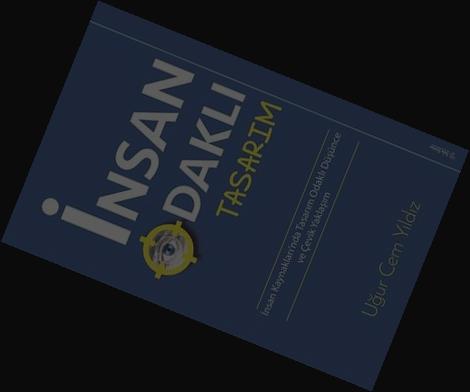 İNSAN
ODAKLI
TASARIM
İnsan Kaynakları'nda Tasarım Odaklı Düşünce
ve Çevik Yaklaşım
Uğur Cem Yıldız